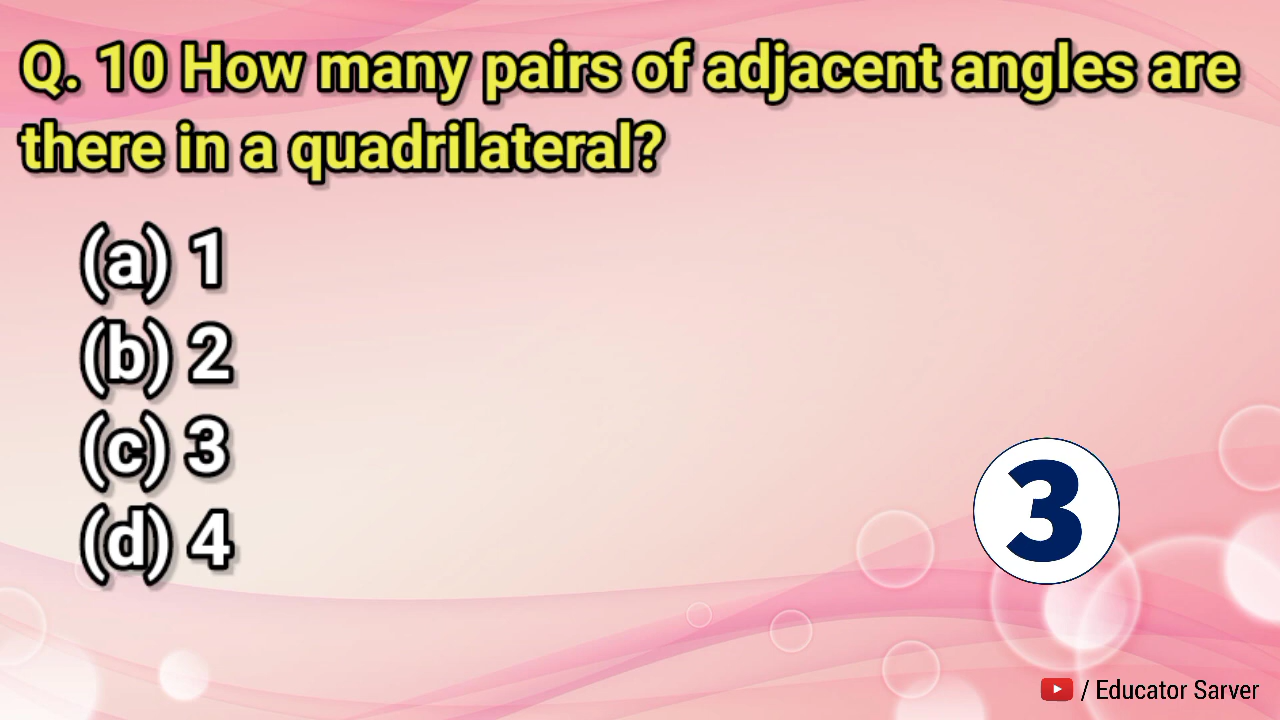 Q. 10 How many pairs of adjacent angles are
there in a quadrilateral?
(a) 1
(b) 2
(c) 3
(d) 4
3
/ Educator Sarver